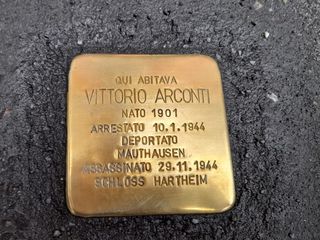 QUI ABITAVA
VITTORIO ARCONTI
NATO 1901
ARRESTATO 10.1.1944
DEPORTATO
MAUTHAUSEN
ASSASSINATO 29.11.1944
SCHLOSS HARTHEIM